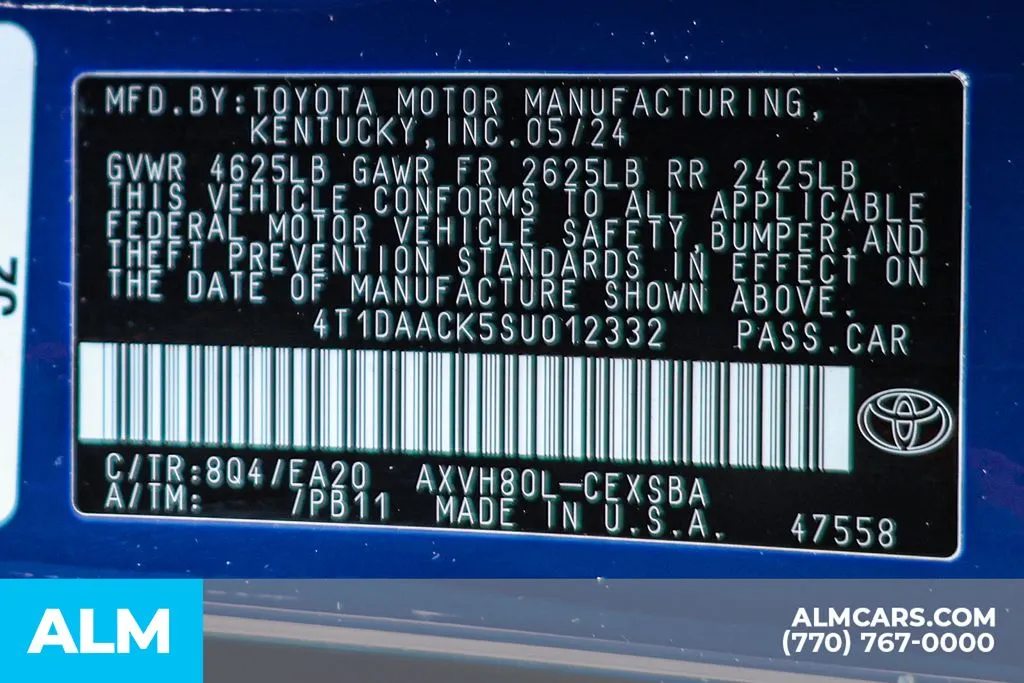 MFD.BY:TOYOTA MOTOR MANUFACTURING,
KENTUCKY,INC.05/24
GVWR 4625LB GAWR FR 2625LB RR 2425LB
THIS VEHICLE CONFORMS TO ALL APPLICABLE
FEDERAL MOTOR VEHICLE SAFETY,BUMPER,AND
THEFT PREVENTION STANDARDS IN EFFECT ON
THE DATE OF MANUFACTURE SHOWN ABOVE.
4T1DAACK5SU012332 PASS.CAR
C/TR:8Q4/EA20 AXVH80L-CEXSBA
A/TM: /PB11 MADE IN U.S.A. 47558
ALM
ALMCARS.COM
(770) 767-0000